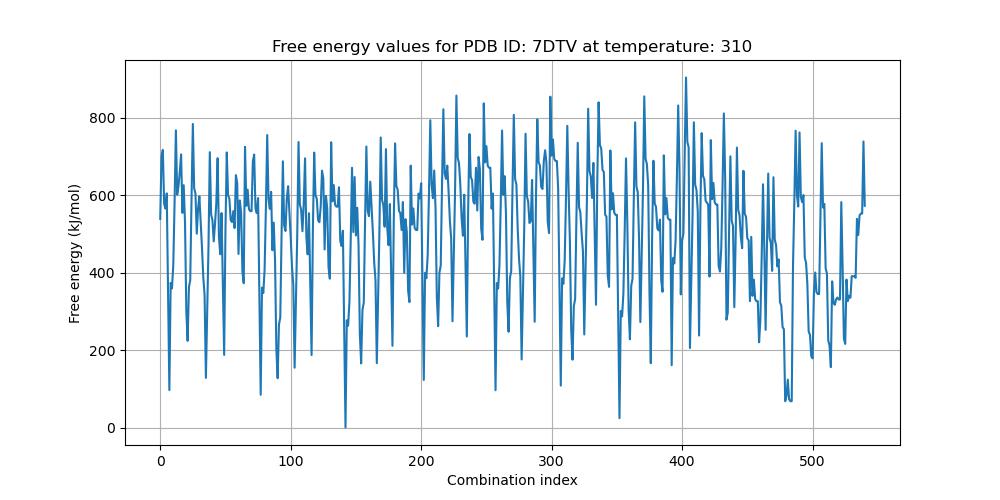 Free energy values for PDB ID: 7DTV at temperature: 310
Free energy (kJ/mol)
800
600
400
200
0
0 100 200 300 400 500
Combination index